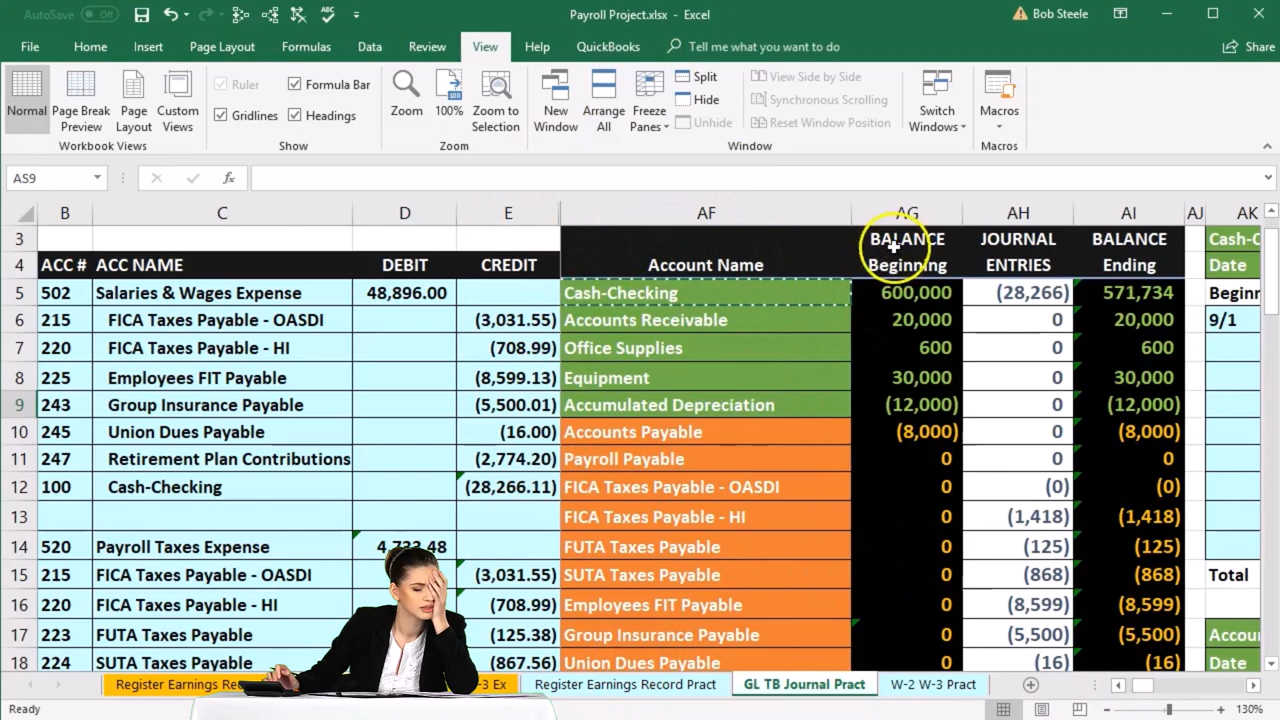 AutoSave Off Payroll Project.xlsx - Excel Bob Steele
File Home Insert Page Layout Formulas Data Review View Help QuickBooks Tell me what you want to do Share
Normal Page Break Preview Page Layout Custom Views
Workbook Views
Ruler Formula Bar
Gridlines Headings
Show
Zoom 100% Zoom to Selection
Zoom
New Window Arrange All Freeze Panes
Split
Hide
Unhide
View Side by Side
Synchronous Scrolling
Reset Window Position
Window
Switch Windows
Macros
Macros
AS9 fx
B C D E AF AG AH AI AJ AK
3 BALANCE JOURNAL BALANCE Cash-C
4 ACC # ACC NAME DEBIT CREDIT Account Name Beginning ENTRIES Ending Date
5 502 Salaries & Wages Expense 48,896.00 Cash-Checking 600,000 (28,266) 571,734 Beginn
6 215 FICA Taxes Payable - OASDI (3,031.55) Accounts Receivable 20,000 0 20,000 9/1
7 220 FICA Taxes Payable - HI (708.99) Office Supplies 600 0 600
8 225 Employees FIT Payable (8,599.13) Equipment 30,000 0 30,000
9 243 Group Insurance Payable (5,500.01) Accumulated Depreciation (12,000) 0 (12,000)
10 245 Union Dues Payable (16.00) Accounts Payable (8,000) 0 (8,000)
11 247 Retirement Plan Contributions (2,774.20) Payroll Payable 0 0 0
12 100 Cash-Checking (28,266.11) FICA Taxes Payable - OASDI 0 (0) (0)
13 FICA Taxes Payable - HI 0 (1,418) (1,418)
14 520 Payroll Taxes Expense FUTA Taxes Payable 0 (125) (125)
15 215 FICA Taxes Payable - OASDI (3,031.55) SUTA Taxes Payable 0 (868) (868) Total
16 220 FICA Taxes Payable - HI (708.99) Employees FIT Payable 0 (8,599) (8,599)
17 223 FUTA Taxes Payable (125.38) Group Insurance Payable 0 (5,500) (5,500) Accour
18 224 SUTA Taxes Payable (867.56) Union Dues Payable 0 (16) (16) Date
Register Earnings Re -3 Ex Register Earnings Record Pract GL TB Journal Pract W-2 W-3 Pract
Ready 130%